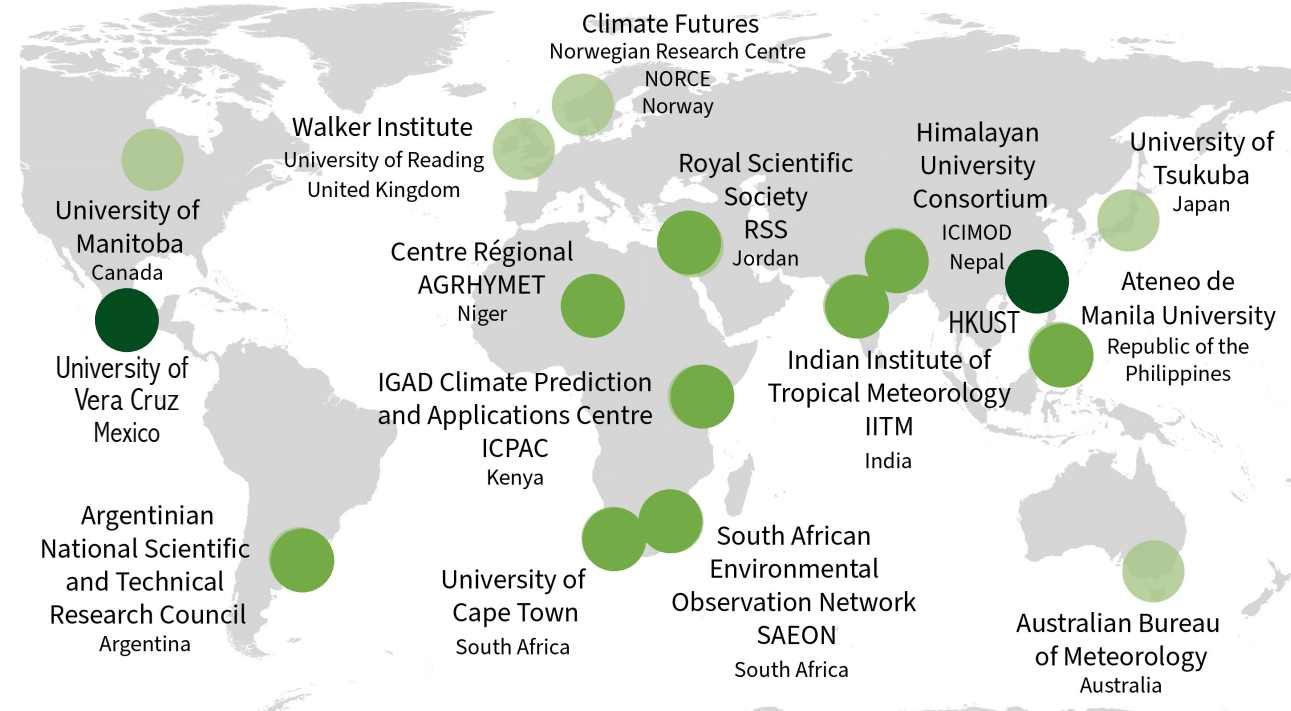 Climate Futures
Norwegian Research Centre
NORCE
Norway
Walker Institute
University of Reading
United Kingdom
University of
Manitoba
Canada
University of
Vera Cruz
Mexico
Argentinian
National Scientific
and Technical
Research Council
Argentina
Centre Régional
AGRHYMET
Niger
Royal Scientific
Society
RSS
Jordan
IGAD Climate Prediction
and Applications Centre
ICPAC
Kenya
University of
Cape Town
South Africa
South African
Environmental
Observation Network
SAEON
South Africa
Himalayan
University
Consortium
ICIMOD
Nepal
HKUST
Indian Institute of
Tropical Meteorology
IITM
India
University of
Tsukuba
Japan
Ateneo de
Manila University
Republic of the
Philippines
Australian Bureau
of Meteorology
Australia